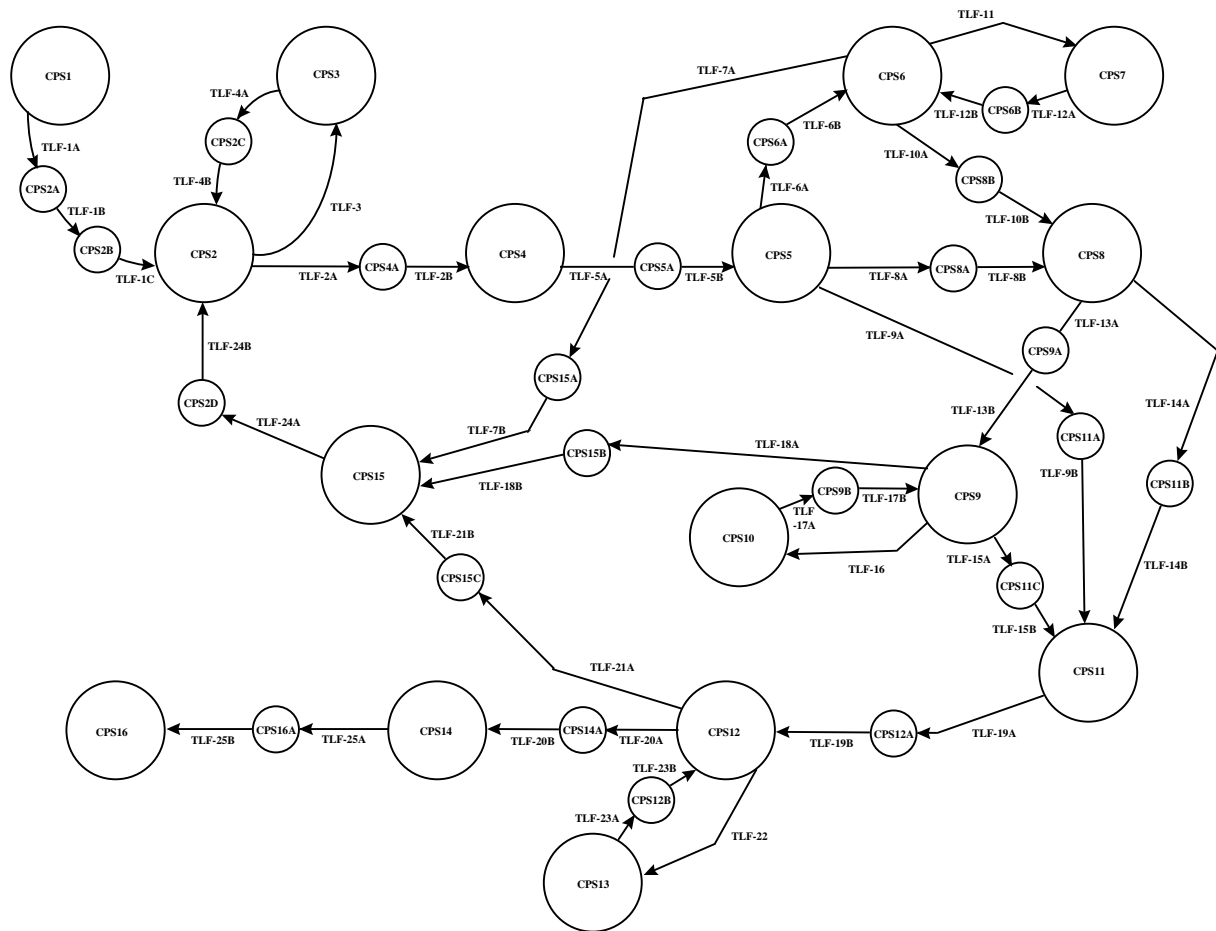 TLF-11
CPS1
CPS3
CPS6
CPS7
TLF-7A
TLF-4A
CPS6B
TLF-12B
TLF-12A
TLF-6B
CPS2C
CPS6A
TLF-1A
TLF-10A
CPS8B
TLF-4B
TLF-6A
CPS2A
TLF-3
TLF-1B
TLF-10B
CPS2B
CPS2
CPS4
CPS5
CPS8
TLF-1C
TLF-2A
CPS4A
TLF-2B
TLF-5A
CPS5A
TLF-5B
TLF-8A
CPS8A
TLF-8B
TLF-13A
TLF-9A
TLF-24B
CPS9A
CPS15A
CPS2D
TLF-14A
TLF-24A
TLF-13B
TLF-7B
CPS11A
TLF-18A
CPS15B
CPS15
TLF-9B
TLF-18B
CPS9B
TLF-17B
CPS9
CPS11B
TLF
-17A
TLF-21B
CPS10
TLF-16
TLF-15A
TLF-14B
CPS15C
CPS11C
TLF-15B
TLF-21A
CPS11
CPS16
CPS16A
CPS14
CPS14A
CPS12
CPS12A
TLF-25B
TLF-25A
TLF-20B
TLF-20A
TLF-19B
TLF-19A
TLF-23B
CPS12B
TLF-23A
TLF-22
CPS13